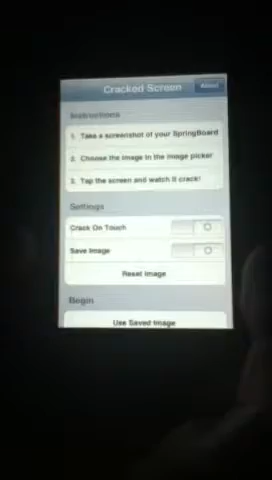 Cracked Screen
About
Instructions
1. Take a screenshot of your SpringBoard
2. Choose the image in the image picker
3. Tap the screen and watch it crack!
Settings
Crack On Touch
Save Image
Reset Image
Begin
Use Saved Image